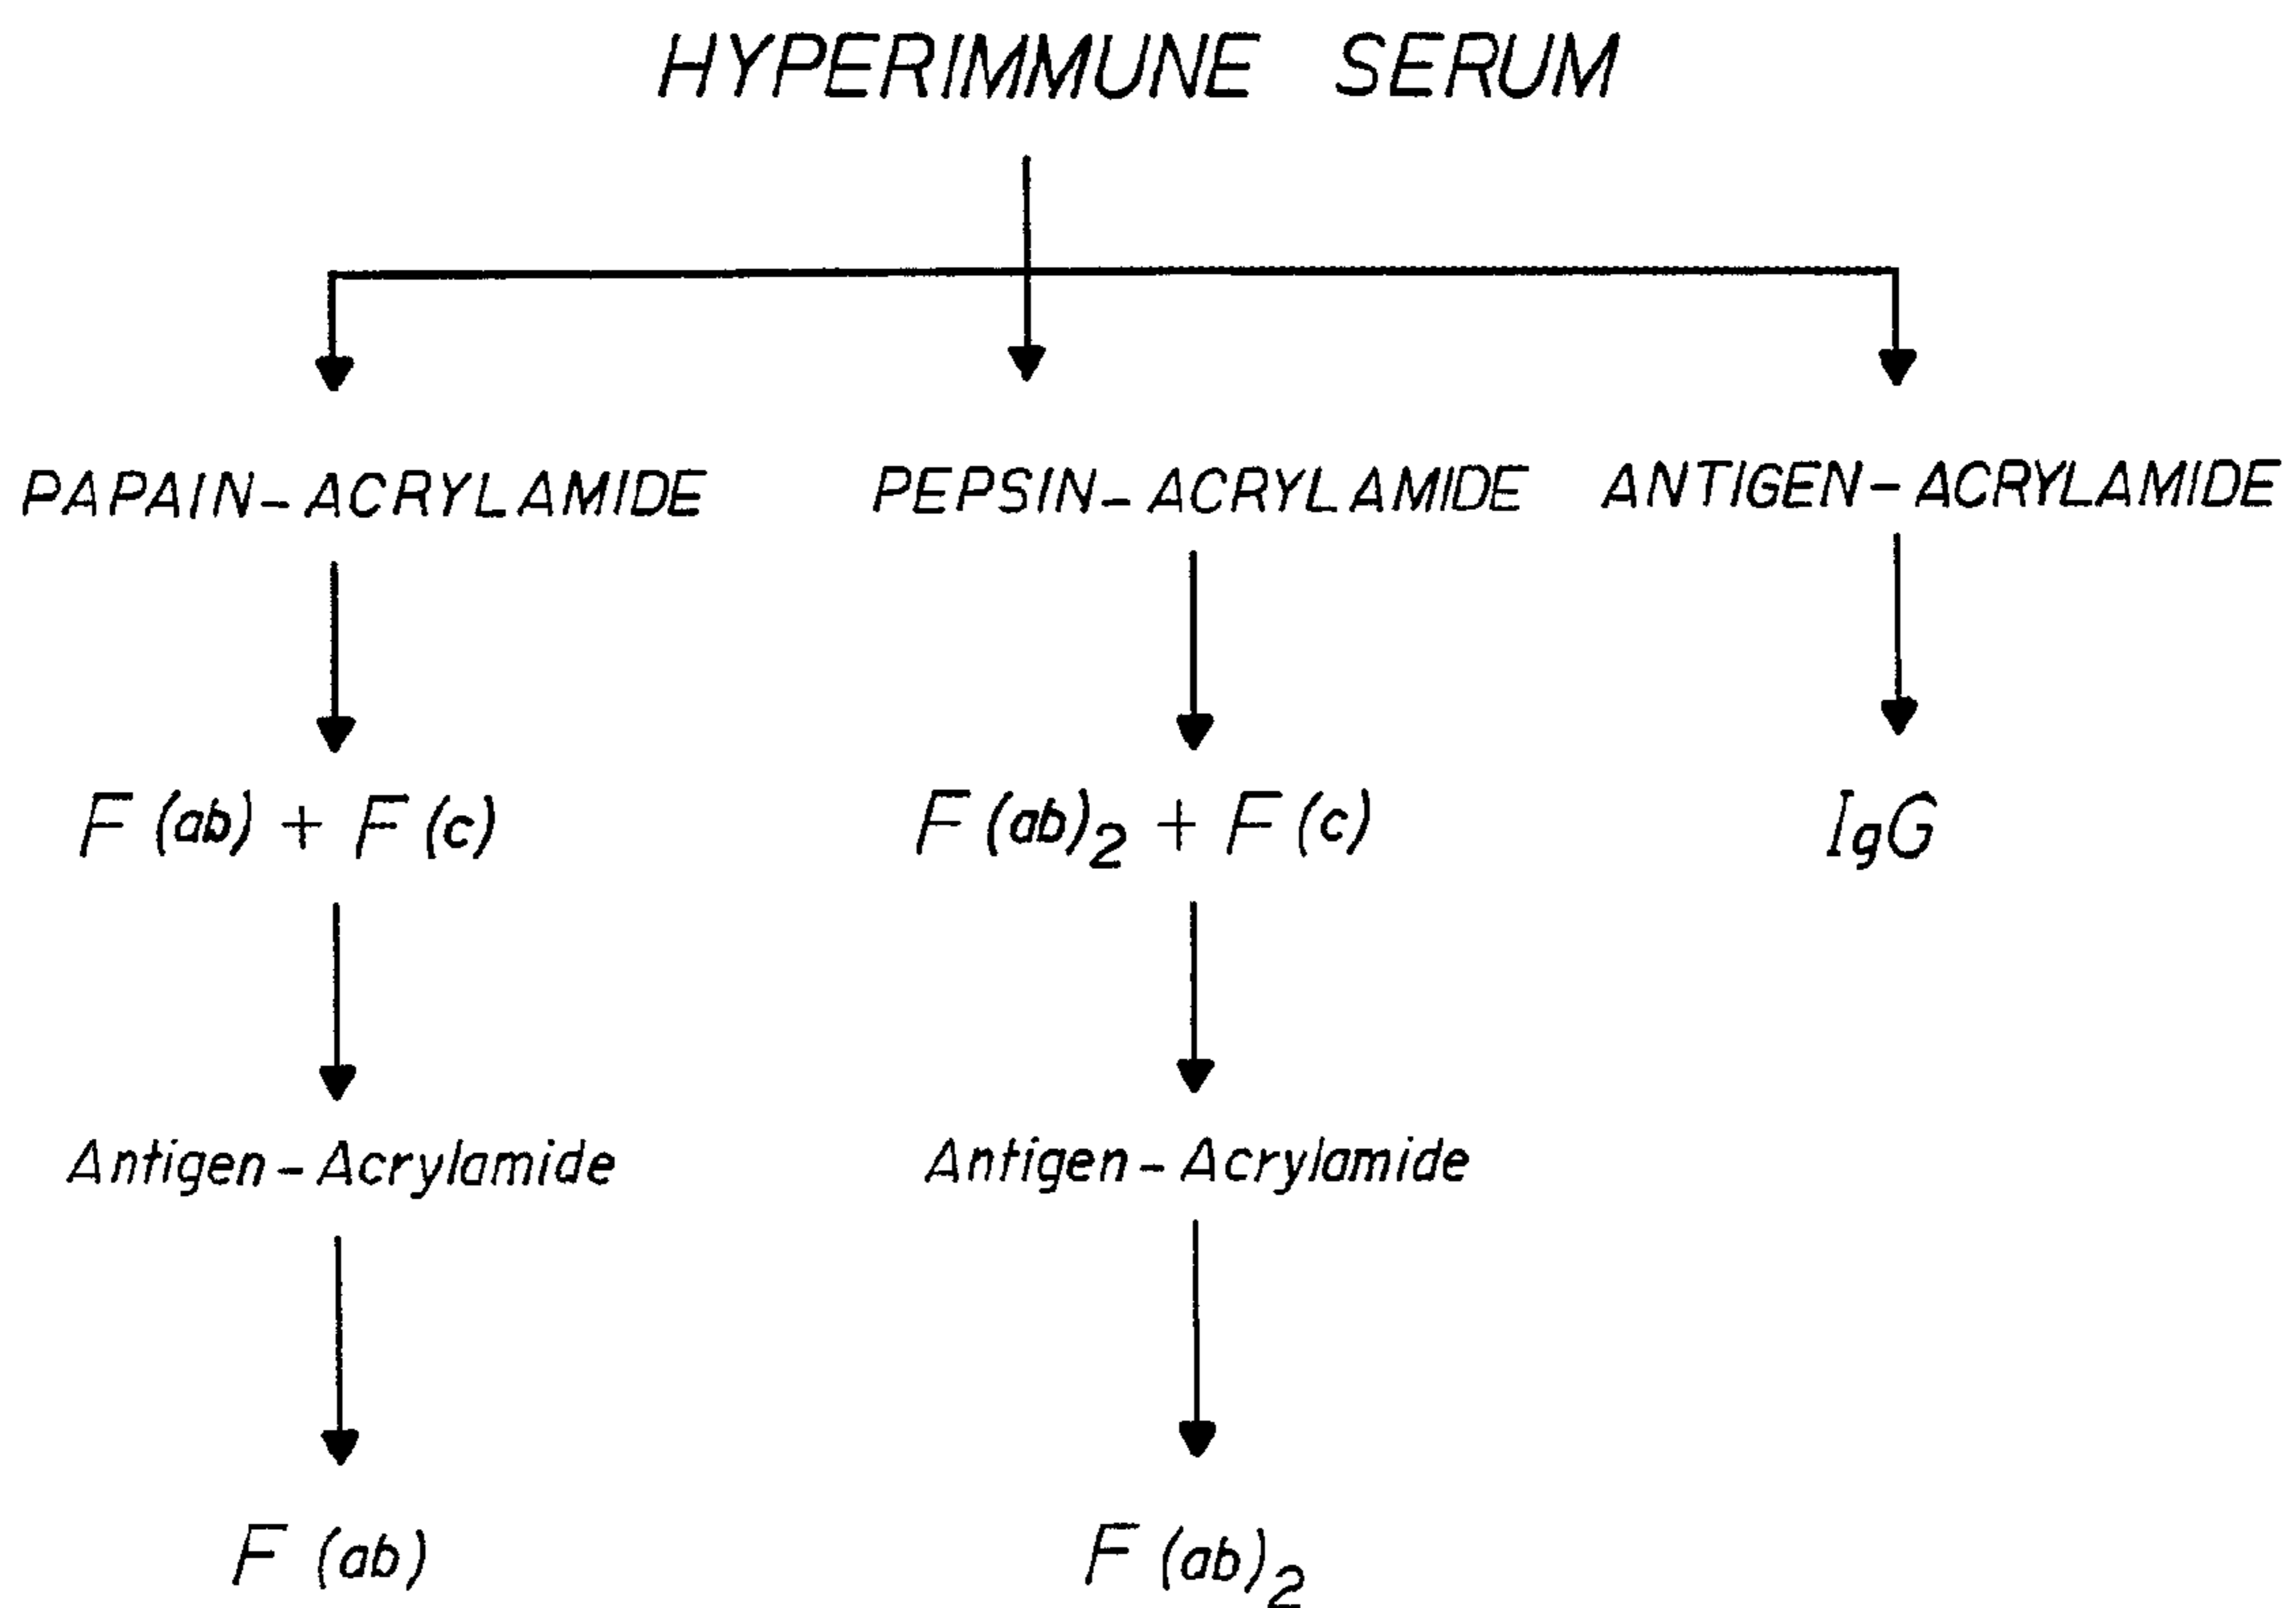 HYPERIMMUNE SERUM
PAPAIN-ACRYLAMIDE PEPSIN-ACRYLAMIDE ANTIGEN-ACRYLAMIDE
F(ab) + F(c) F(ab)₂ + F(c) IgG
Antigen-Acrylamide Antigen-Acrylamide
F(ab) F(ab)₂